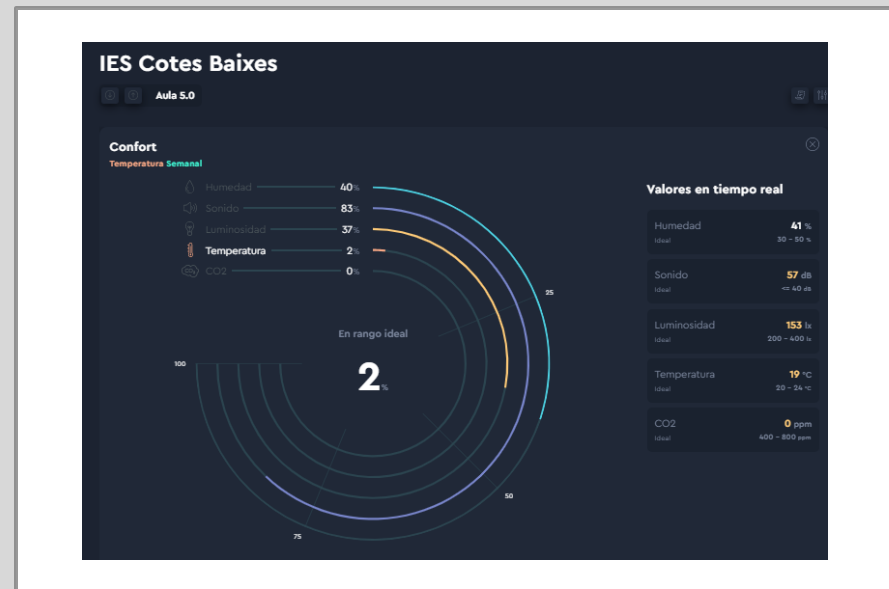 IES Cotes Baixes
Aula 5.0
Confort
Temperatura Semanal
Humedad 40%
Sonido 83%
Luminosidad 37%
Temperatura 2%
CO2 0%
25
En rango ideal
100
2%
50
75
Valores en tiempo real
Humedad 41 %
Ideal 30 - 50 %
Sonido 57 dB
Ideal <= 40 dB
Luminosidad 153 lx
Ideal 200 - 400 lx
Temperatura 19 °C
Ideal 20 - 24 °C
CO2 0 ppm
Ideal 400 - 800 ppm